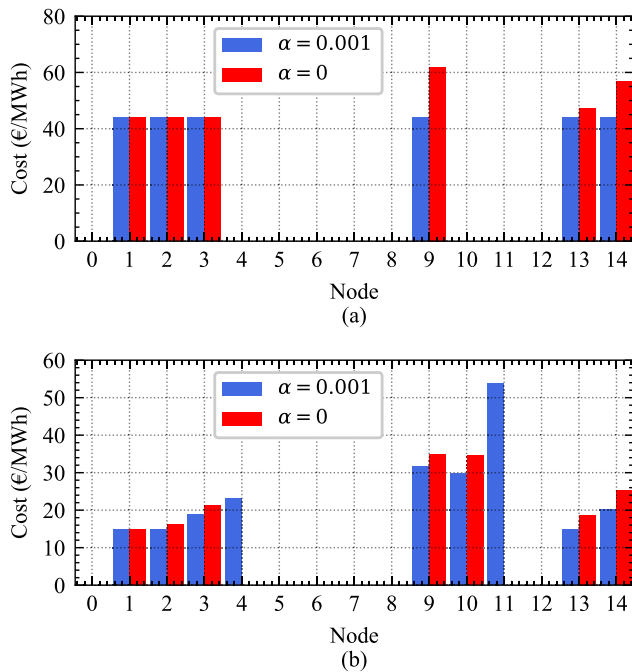 80
60
40
20
0
Cost (€/MWh)
α = 0.001
α = 0
0 1 2 3 4 5 6 7 8 9 10 11 12 13 14
Node
(a)
60
50
40
30
20
10
0
Cost (€/MWh)
α = 0.001
α = 0
0 1 2 3 4 5 6 7 8 9 10 11 12 13 14
Node
(b)